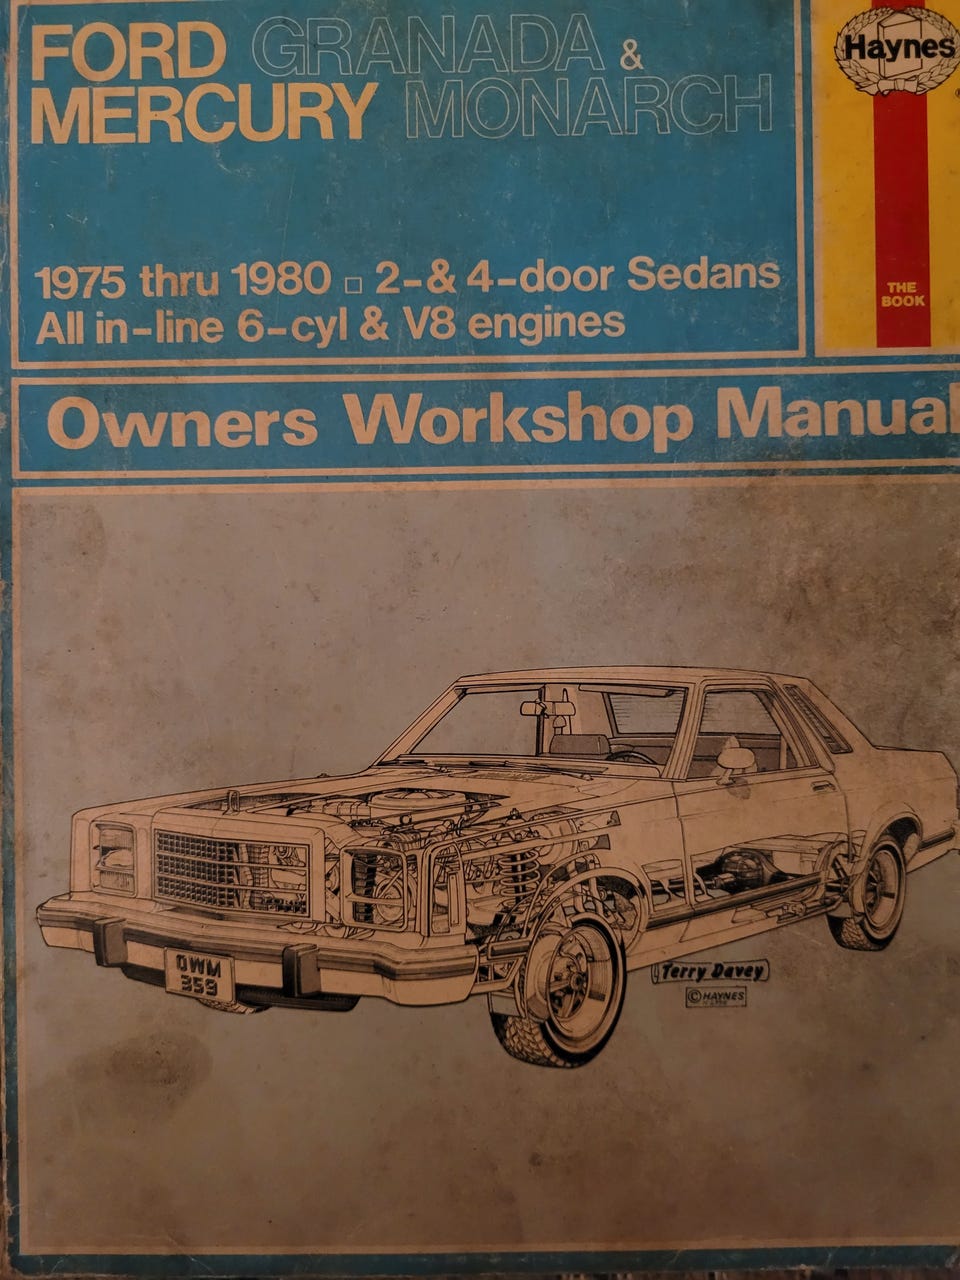 FORD GRANADA &
MERCURY MONARCH
Haynes
®
1975 thru 1980 □ 2-& 4-door Sedans
All in-line 6-cyl & V8 engines
THE
BOOK
Owners Workshop Manual
OWM
359
Terry Davey
© HAYNES